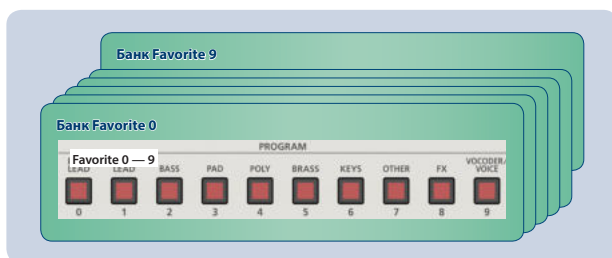 Банк Favorite 9
Банк Favorite 0
PROGRAM
Favorite 0 — 9
LEAD LEAD BASS PAD POLY BRASS KEYS OTHER FX VOCODER/
VOICE
0 1 2 3 4 5 6 7 8 9